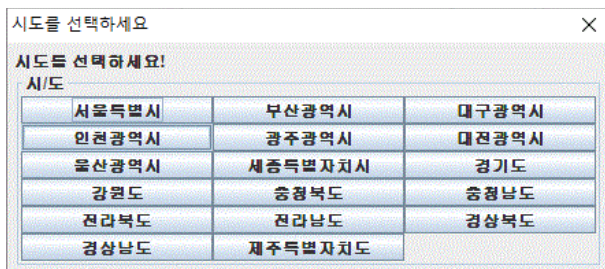 시도를 선택하세요
시도를 선택하세요!
시/도
서울특별시 부산광역시 대구광역시
인천광역시 광주광역시 대전광역시
울산광역시 세종특별자치시 경기도
강원도 충청북도 충청남도
전라북도 전라남도 경상북도
경상남도 제주특별자치도